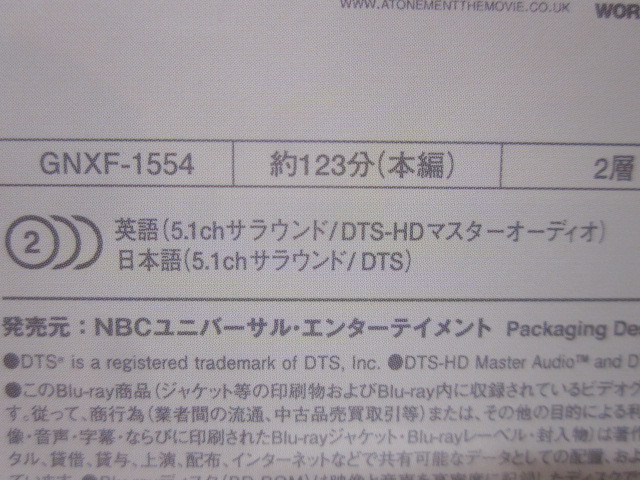 WWW.ATONEMENTTHEMOVIE.CO.UK WOR
GNXF-1554 約123分(本編) 2層
2 英語(5.1chサラウンド/DTS-HDマスターオーディオ)
日本語(5.1chサラウンド/DTS)
発売元：NBCユニバーサル・エンターテイメント Packaging De
●DTS® is a registered trademark of DTS, Inc. ●DTS-HD Master Audio™ and D
●このBlu-ray商品(ジャケット等の印刷物およびBlu-ray内に収録されているビデオグ
す。従って、商行為(業者間の流通、中古品売買取引等)または、その他の目的による
像・音声・字幕・ならびに印刷されたBlu-rayジャケット・Blu-rayレーベル・封入物)は著作
タル、賃借、貸与、上演、配布、インターネットなどで共有可能なデータとしての配置、およ